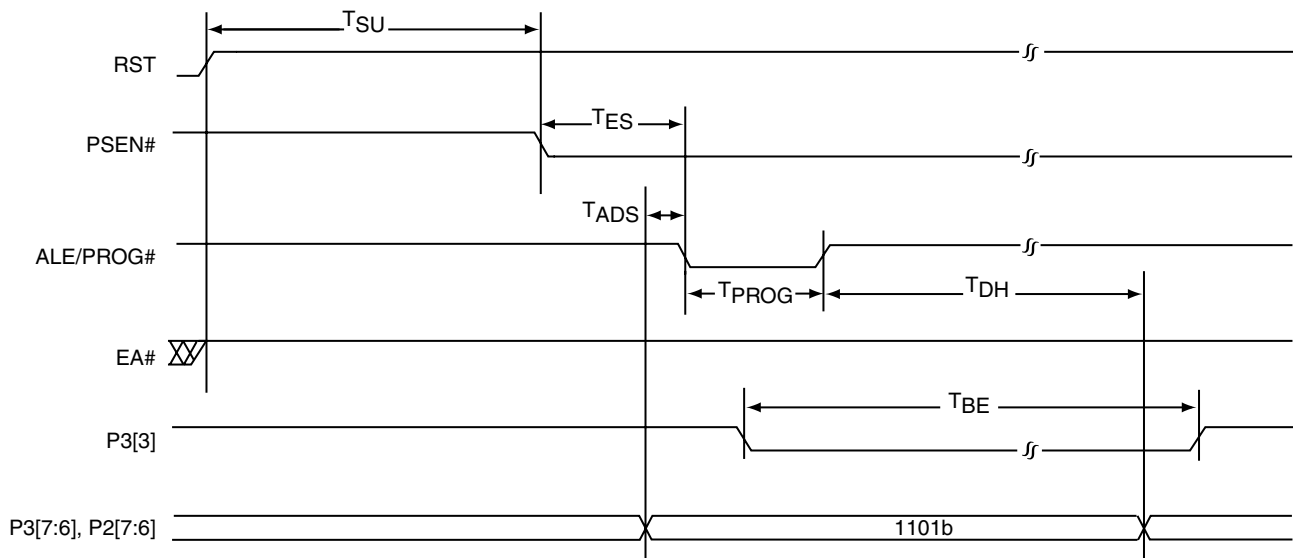 TSU
RST
TES
PSEN#
TADS
ALE/PROG#
TPROG
TDH
EA#
TBE
P3[3]
P3[7:6], P2[7:6]
1101b